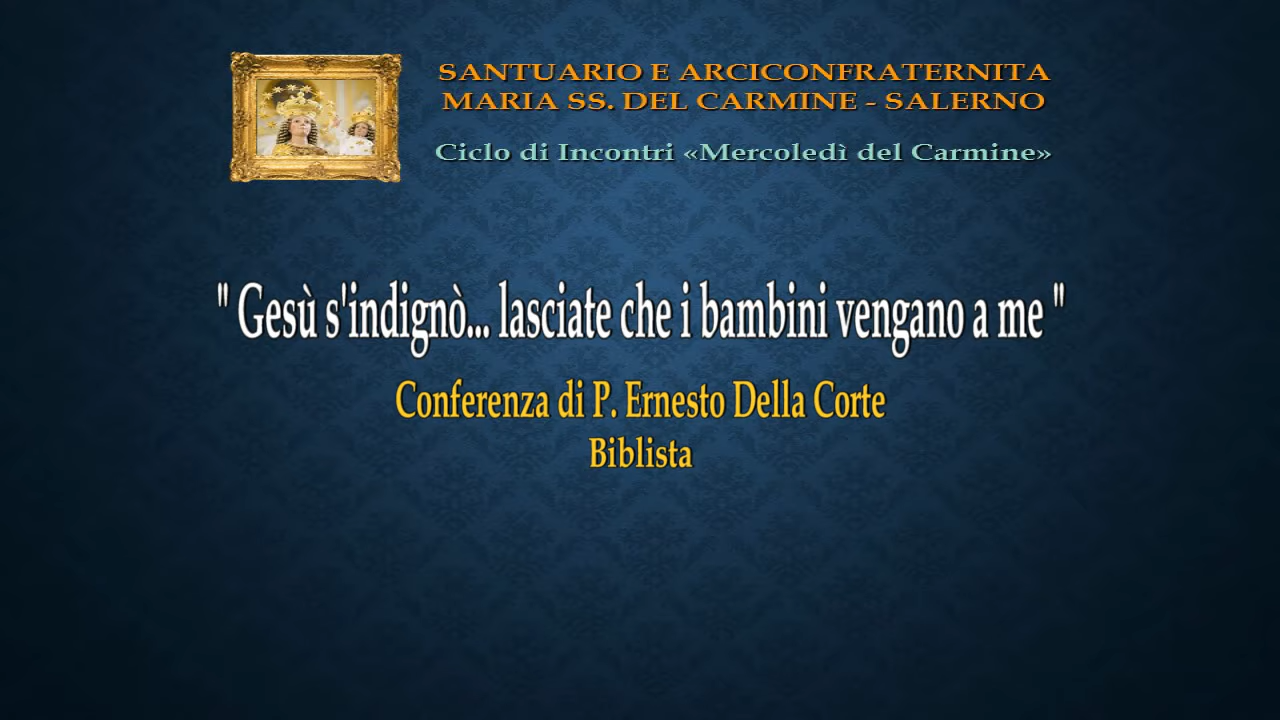 SANTUARIO E ARCICONFRATERNITA
MARIA SS. DEL CARMINE - SALERNO
Ciclo di Incontri «Mercoledì del Carmine»
" Gesù s'indignò... lasciate che i bambini vengano a me "
Conferenza di P. Ernesto Della Corte
Biblista